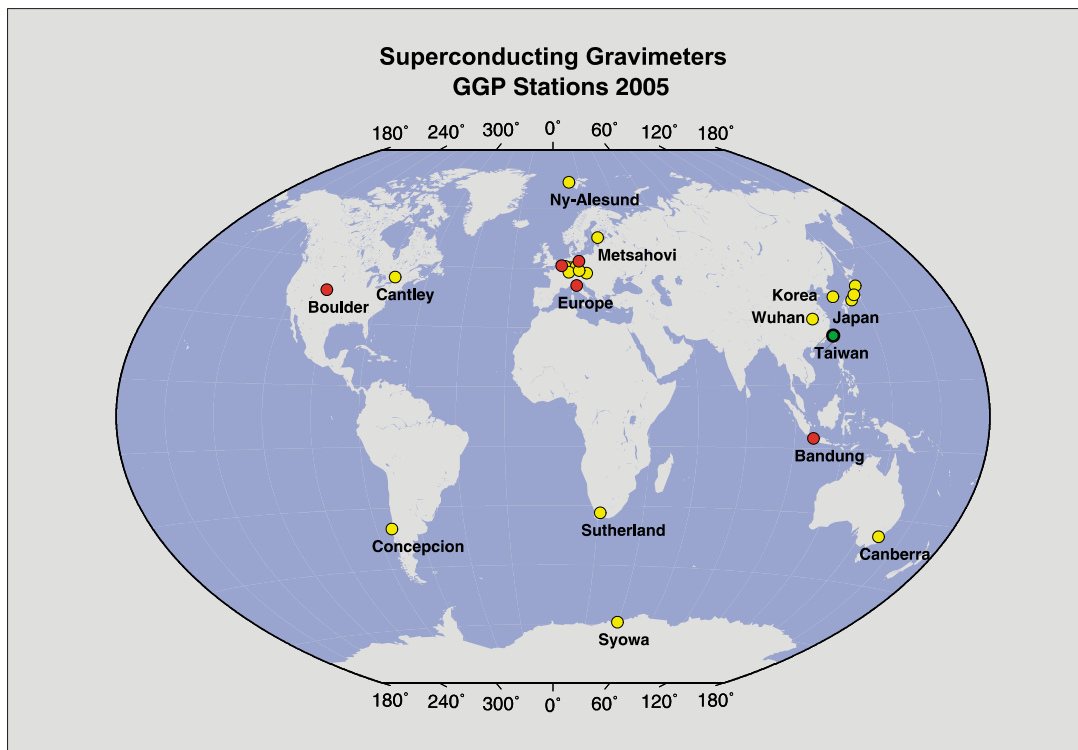 Superconducting Gravimeters
GGP Stations 2005
180° 240° 300° 0° 60° 120° 180°
Ny-Alesund
Metsahovi
Cantley
Boulder
Europe
Korea
Wuhan
Japan
Taiwan
Bandung
Sutherland
Concepcion
Canberra
Syowa
180° 240° 300° 0° 60° 120° 180°